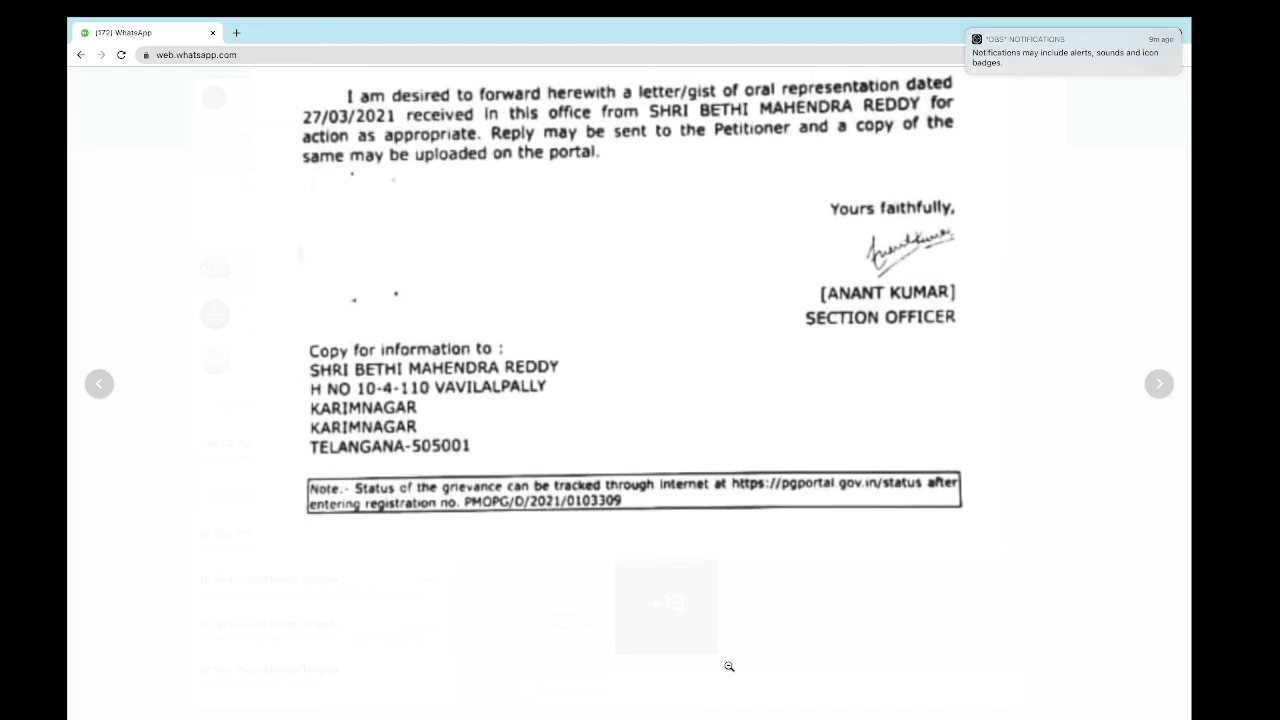 (172) WhatsApp
web.whatsapp.com
"OBS" NOTIFICATIONS
9m ago
Notifications may include alerts, sounds and icon
badges.
I am desired to forward herewith a letter/gist of oral representation dated
27/03/2021 received in this office from SHRI BETHI MAHENDRA REDDY for
action as appropriate. Reply may be sent to the Petitioner and a copy of the
same may be uploaded on the portal.
Yours faithfully,
[ANANT KUMAR]
SECTION OFFICER
Copy for information to :
SHRI BETHI MAHENDRA REDDY
H NO 10-4-110 VAVILALPALLY
KARIMNAGAR
KARIMNAGAR
TELANGANA-505001
Note.- Status of the grievance can be tracked through internet at https://pgportal.gov.in/status after
entering registration no. PMOPG/D/2021/0103309
+13